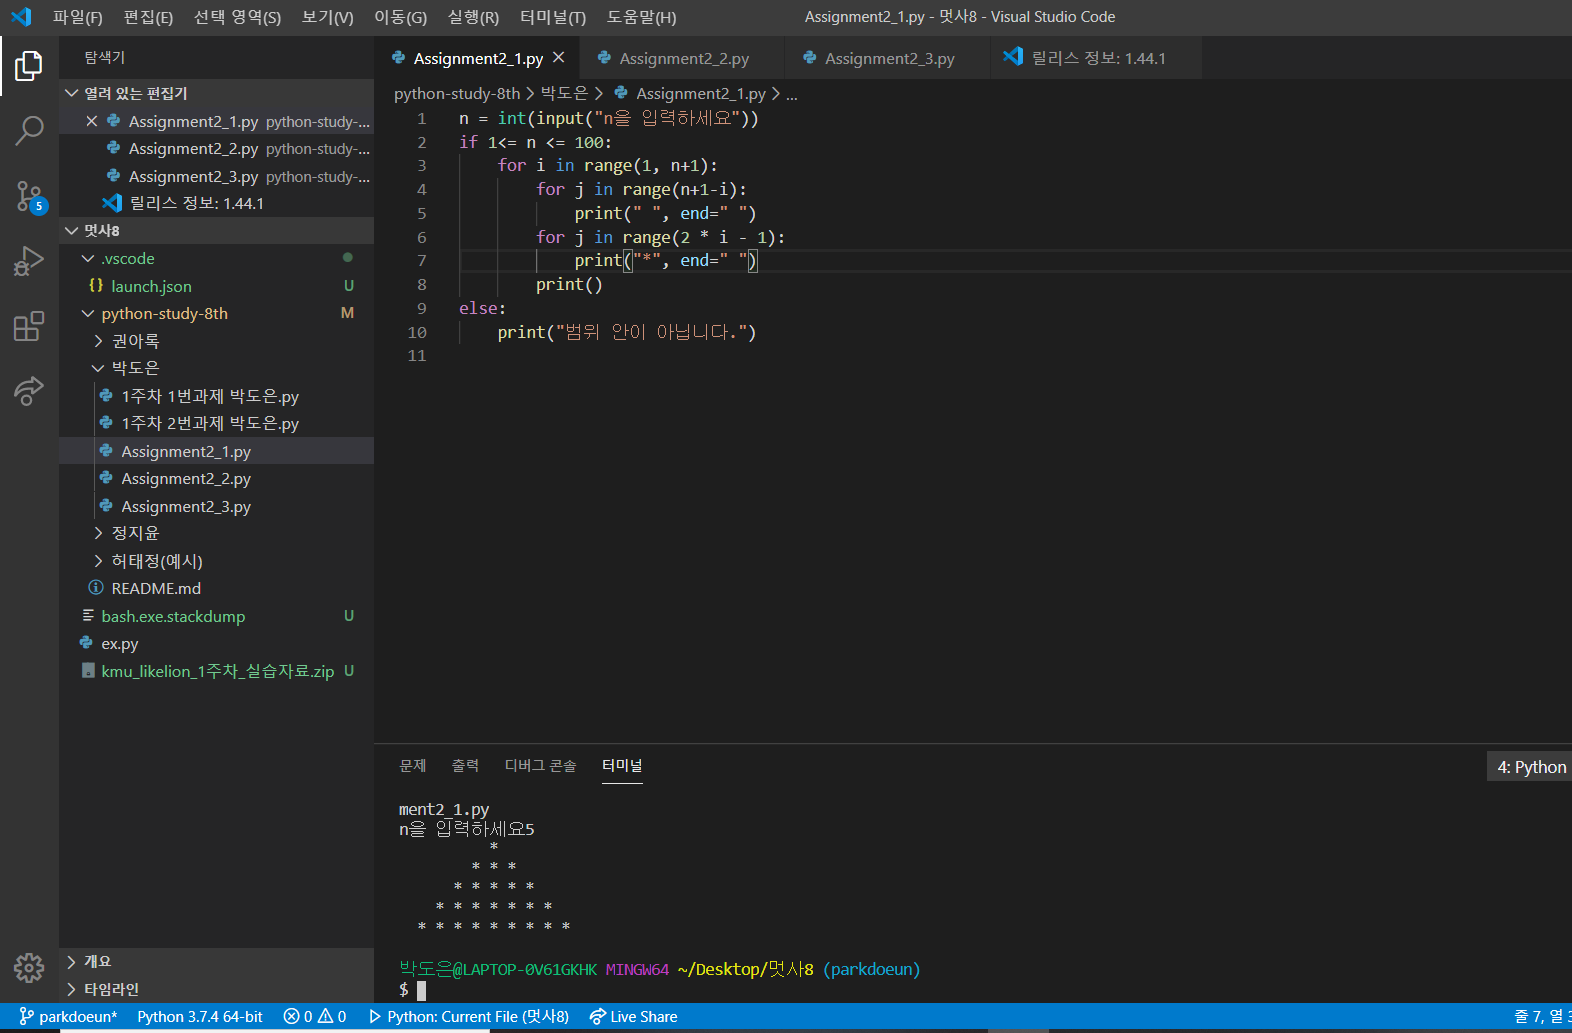 파일(F) 편집(E) 선택 영역(S) 보기(V) 이동(G) 실행(R) 터미널(T) 도움말(H) Assignment2_1.py - 멋사8 - Visual Studio Code
탐색기
열려 있는 편집기
Assignment2_1.py python-study-...
Assignment2_2.py python-study-...
Assignment2_3.py python-study-...
릴리스 정보: 1.44.1
5
멋사8
.vscode
launch.json U
python-study-8th M
권아록
박도은
1주차 1번과제 박도은.py
1주차 2번과제 박도은.py
Assignment2_1.py
Assignment2_2.py
Assignment2_3.py
정지윤
허태정(예시)
README.md
bash.exe.stackdump U
ex.py
kmu_likelion_1주차_실습자료.zip U
개요
타임라인
Assignment2_1.py Assignment2_2.py Assignment2_3.py 릴리스 정보: 1.44.1
python-study-8th > 박도은 > Assignment2_1.py > ...
1 n = int(input("n을 입력하세요"))
2 if 1<= n <= 100:
3 for i in range(1, n+1):
4 for j in range(n+1-i):
5 print(" ", end=" ")
6 for j in range(2 * i - 1):
7 print("*", end=" ")
8 print()
9 else:
10 print("범위 안이 아닙니다.")
11
문제 출력 디버그 콘솔 터미널 4: Python
ment2_1.py
n을 입력하세요5
*
* * *
* * * * *
* * * * * * *
* * * * * * * * *
박도은@LAPTOP-0V61GKHK MINGW64 ~/Desktop/멋사8 (parkdoeun)
$
parkdoeun* Python 3.7.4 64-bit 0 0 Python: Current File (멋사8) Live Share 줄 7, 열 3